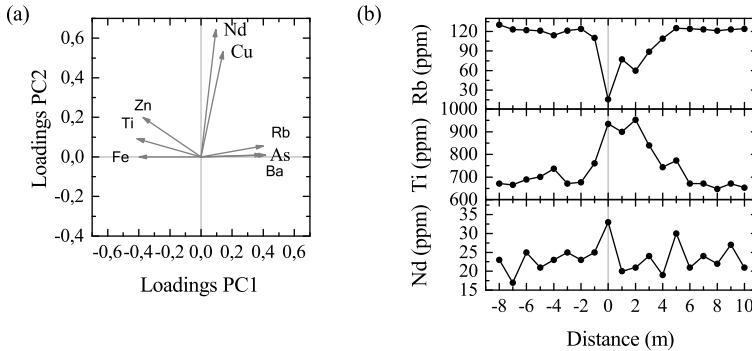 (a)
0,6
0,4
0,2
0,0
-0,2
-0,4
Loadings PC2
Nd
Cu
Zn
Ti
Fe
Rb
As
Ba
-0,6 -0,4 -0,2 0,0 0,2 0,4 0,6
Loadings PC1
(b)
120
90
60
30
Rb (ppm)
1000
900
800
700
600
Ti (ppm)
35
30
25
20
15
Nd (ppm)
-8 -6 -4 -2 0 2 4 6 8 10
Distance (m)